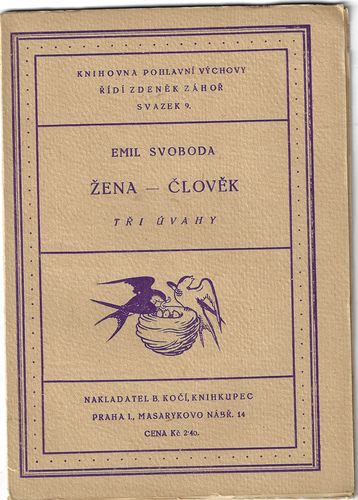 KNIHOVNA POHLAVNÍ VÝCHOVY
ŘÍDÍ ZDENĚK ZÁHOŘ
SVAZEK 9.
EMIL SVOBODA
ŽENA — ČLOVĚK
TŘI ÚVAHY
NAKLADATEL B. KOČÍ, KNIHKUPEC
PRAHA I., MASARYKOVO NÁBŘ. 14
CENA Kč 2·40.